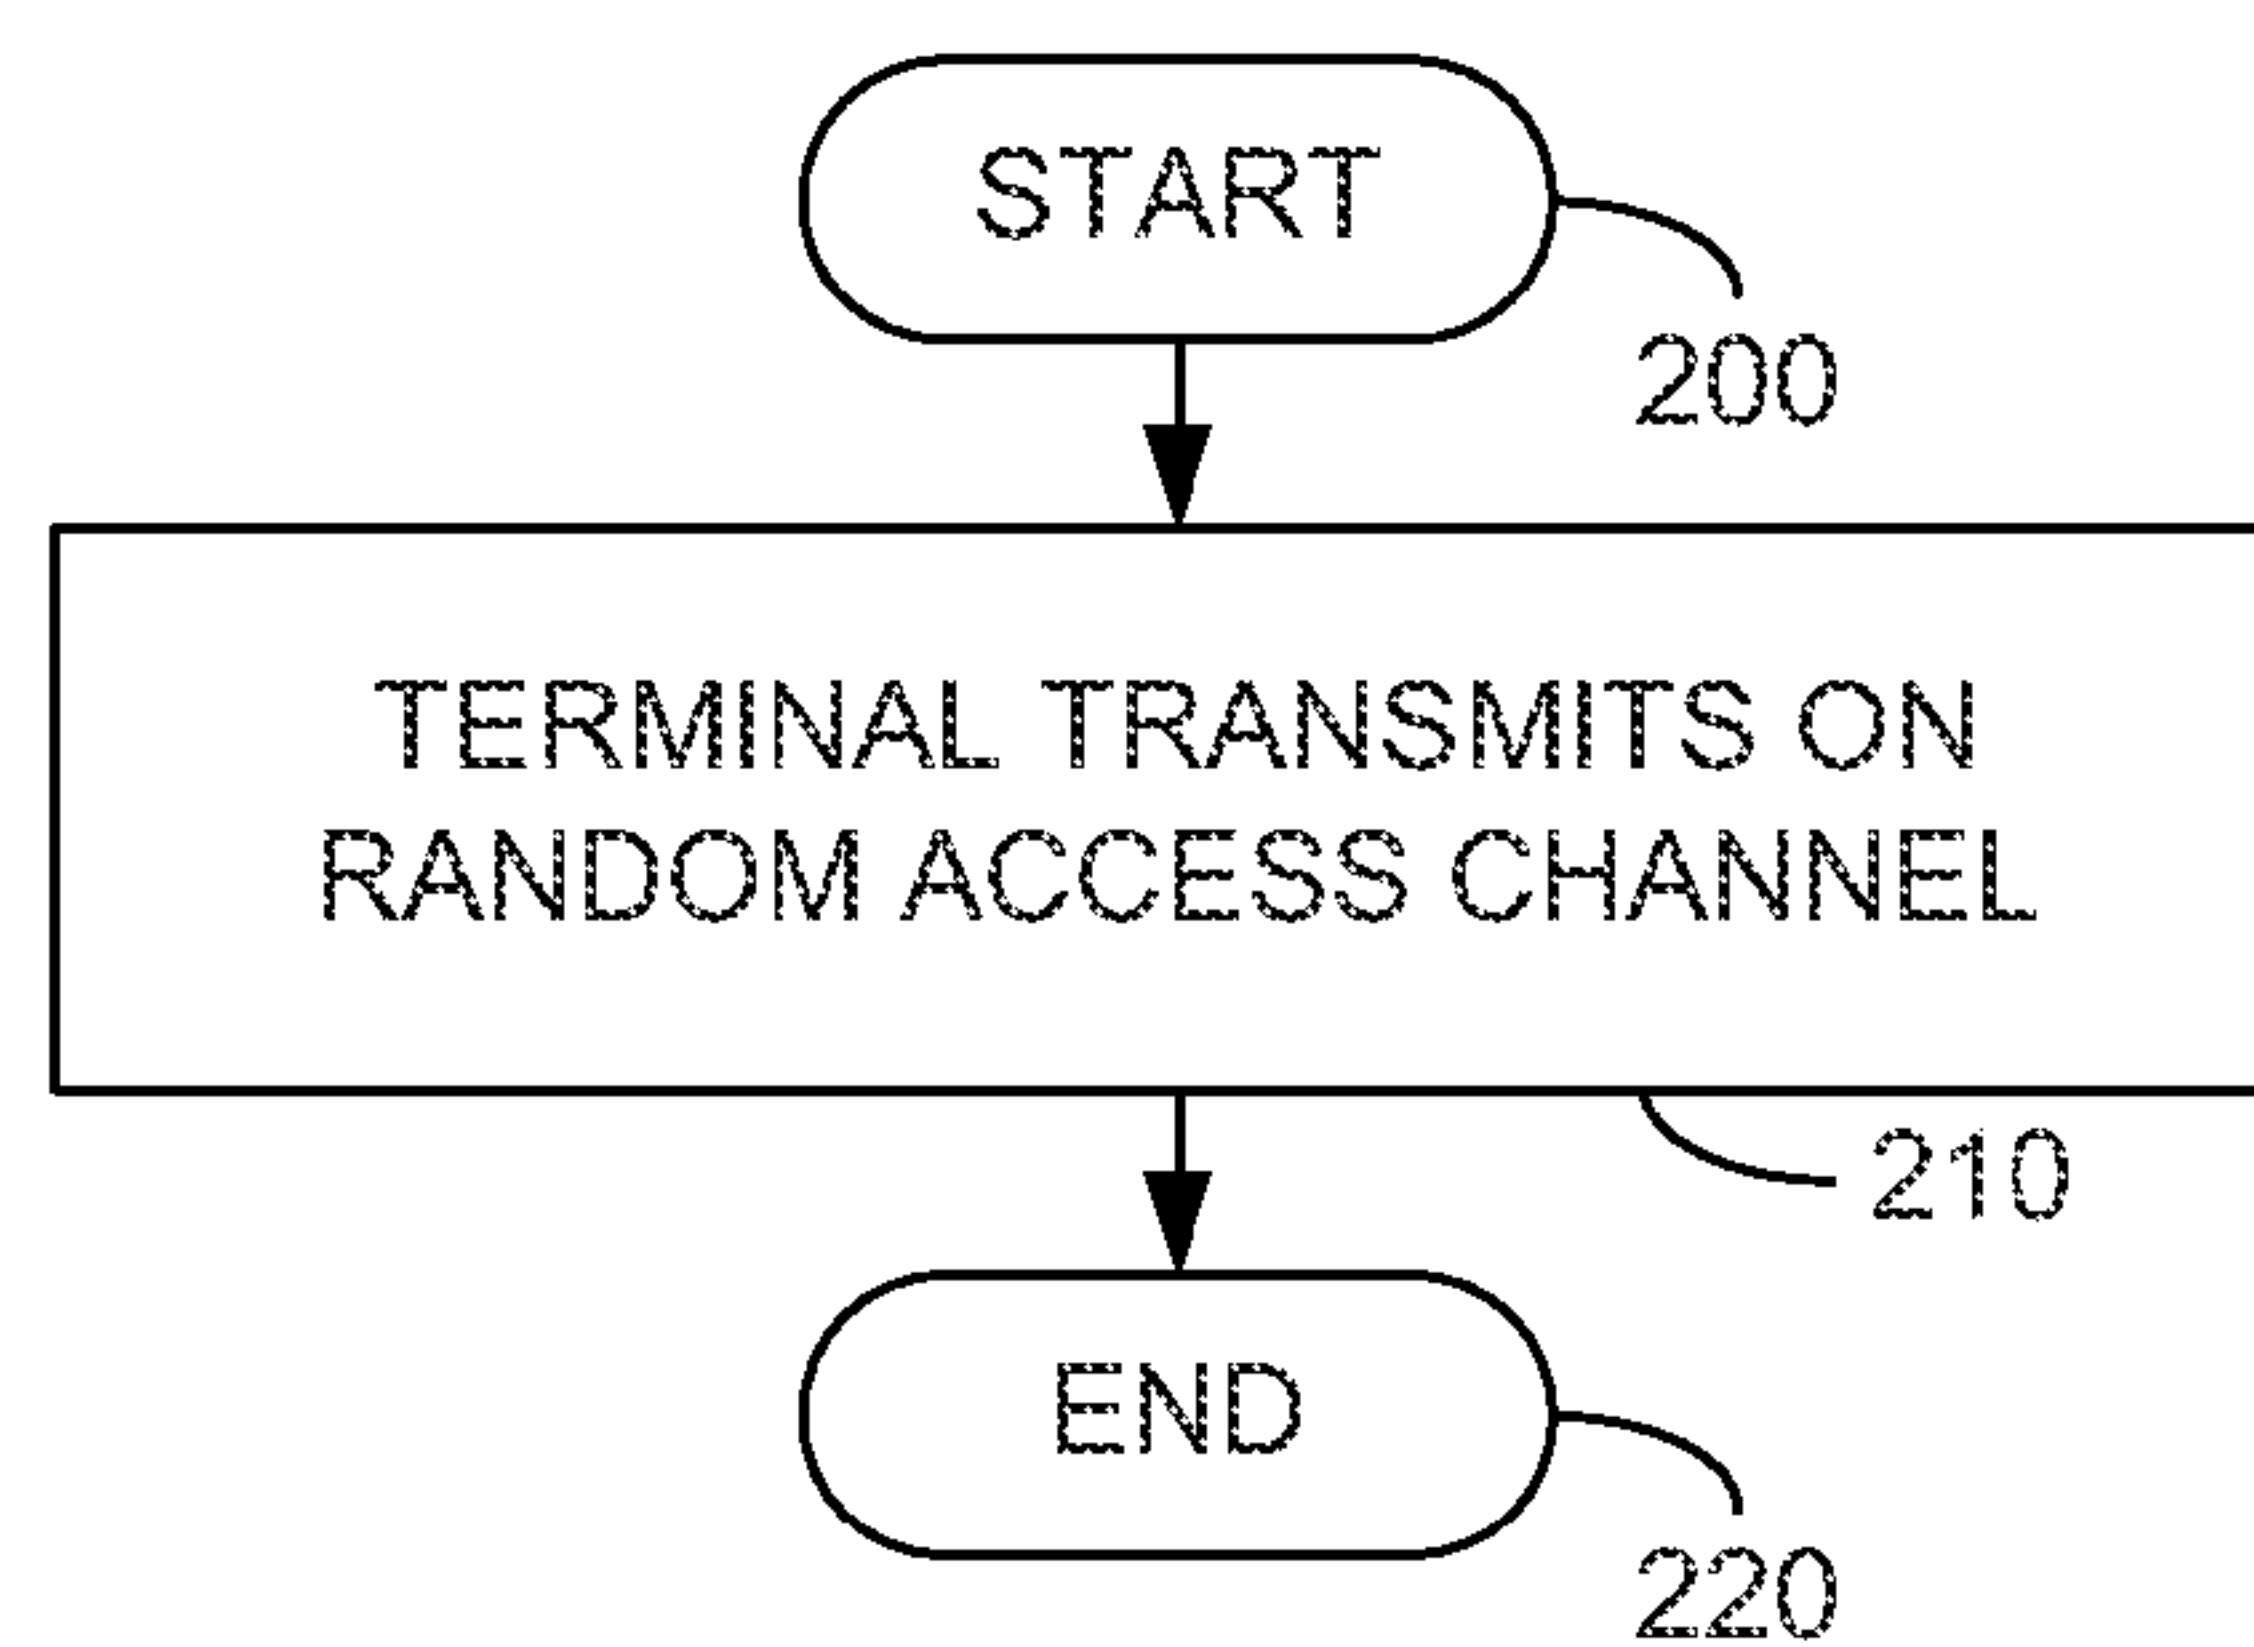 START
200
TERMINAL TRANSMITS ON
RANDOM ACCESS CHANNEL
210
END
220